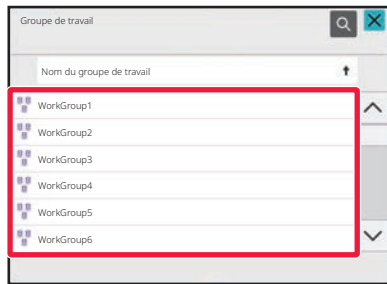 Groupe de travail
Nom du groupe de travail
WorkGroup1
WorkGroup2
WorkGroup3
WorkGroup4
WorkGroup5
WorkGroup6